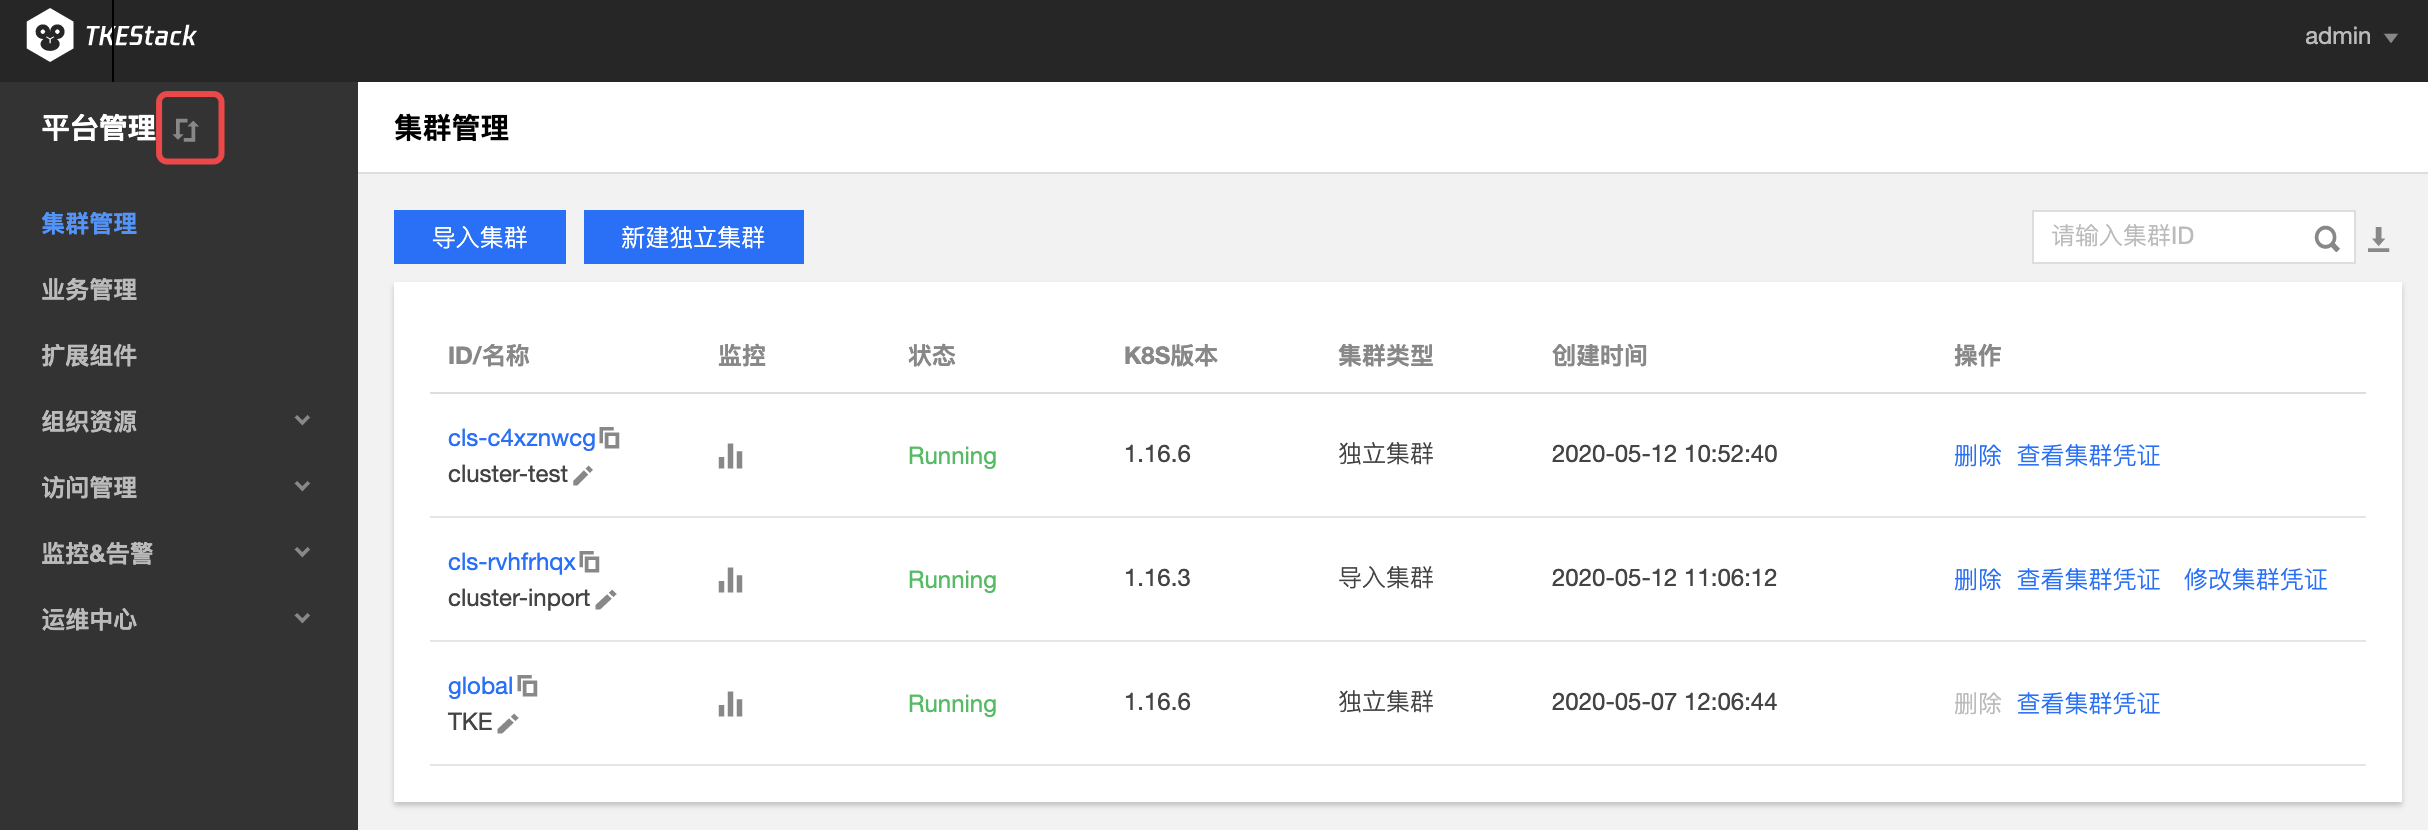 TKEStack
admin
平台管理
集群管理
业务管理
扩展组件
组织资源
访问管理
监控&告警
运维中心
集群管理
导入集群 新建独立集群 请输入集群ID
ID/名称 监控 状态 K8S版本 集群类型 创建时间 操作
cls-c4xznwcg
cluster-test
Running 1.16.6 独立集群 2020-05-12 10:52:40 删除 查看集群凭证
cls-rvhfrhqx
cluster-inport
Running 1.16.3 导入集群 2020-05-12 11:06:12 删除 查看集群凭证 修改集群凭证
global
TKE
Running 1.16.6 独立集群 2020-05-07 12:06:44 删除 查看集群凭证